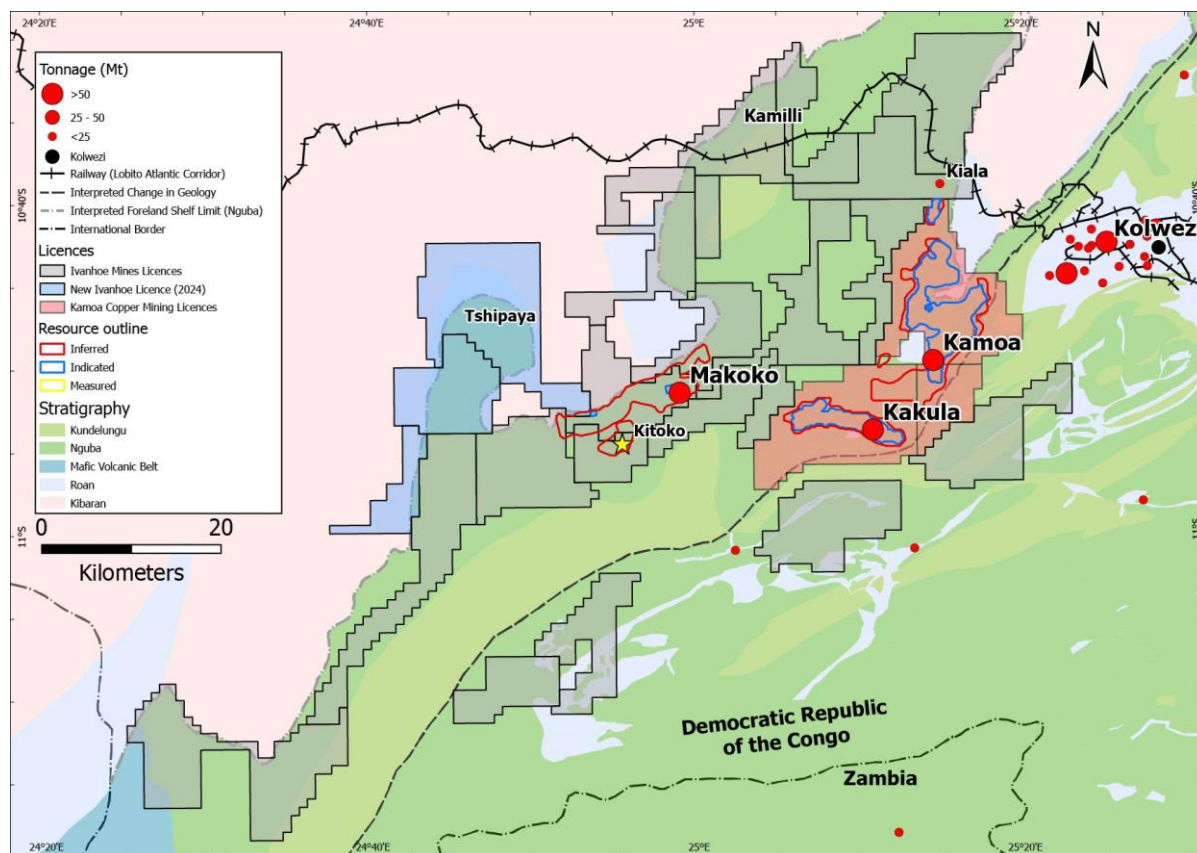 24°20'E
25°E
25°20'E
N
Tonnage (Mt)
>50
25 - 50
<25
Kolwezi
Railway (Lobito Atlantic Corridor)
Interpreted Change in Geology
Interpreted Foreland Shelf Limit (Nguba)
International Border
Licences
Ivanhoe Mines Licences
New Ivanhoe Licence (2024)
Kamoa Copper Mining Licences
Resource outline
Inferred
Indicated
Measured
Stratigraphy
Kundelungu
Nguba
Mafic Volcanic Belt
Roan
Kibaran
0
20
Kilometers
Kamilli
Kiala
10°40'S
10°40'S
Kolwez
Tshipaya
Kamoa
Makoko
Kakula
Kitoko
11°S
11°S
Democratic Republic
of the Congo
Zambia
24°20'E
24°40'E
25°E
25°20'E